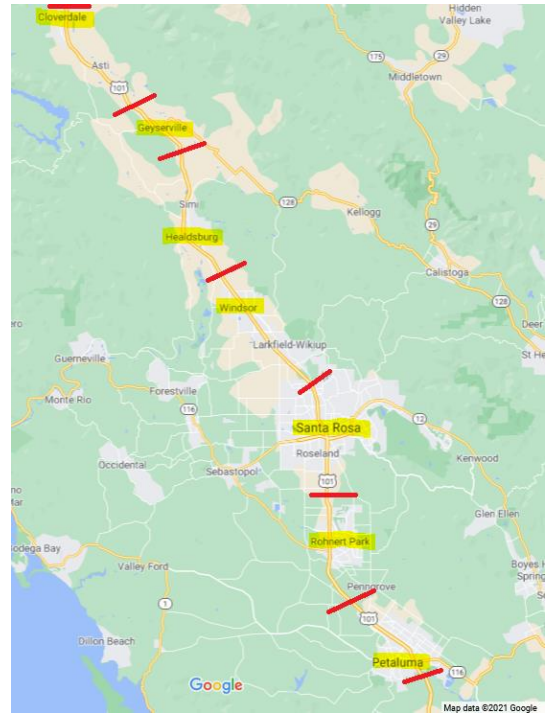 Hidden
Valley Lake
Cloverdale
29
175
Asti
Middletown
101
Geyserville
Simi
128
Kellogg
29
Healdsburg
Calistoga
128
Windsor
Deer
Larkfield-Wikiup
St He
Guerneville
Forestville
Monte Rio
116
12
Santa Rosa
Roseland
Kenwood
Occidental
Sebastopol
101
Glen Ellen
Rohnert Park
Bodega Bay
Valley Ford
Boyes H
Spring
Penngrove
1
101
Dillon Beach
Petaluma
116
Google
Map data ©2021 Google